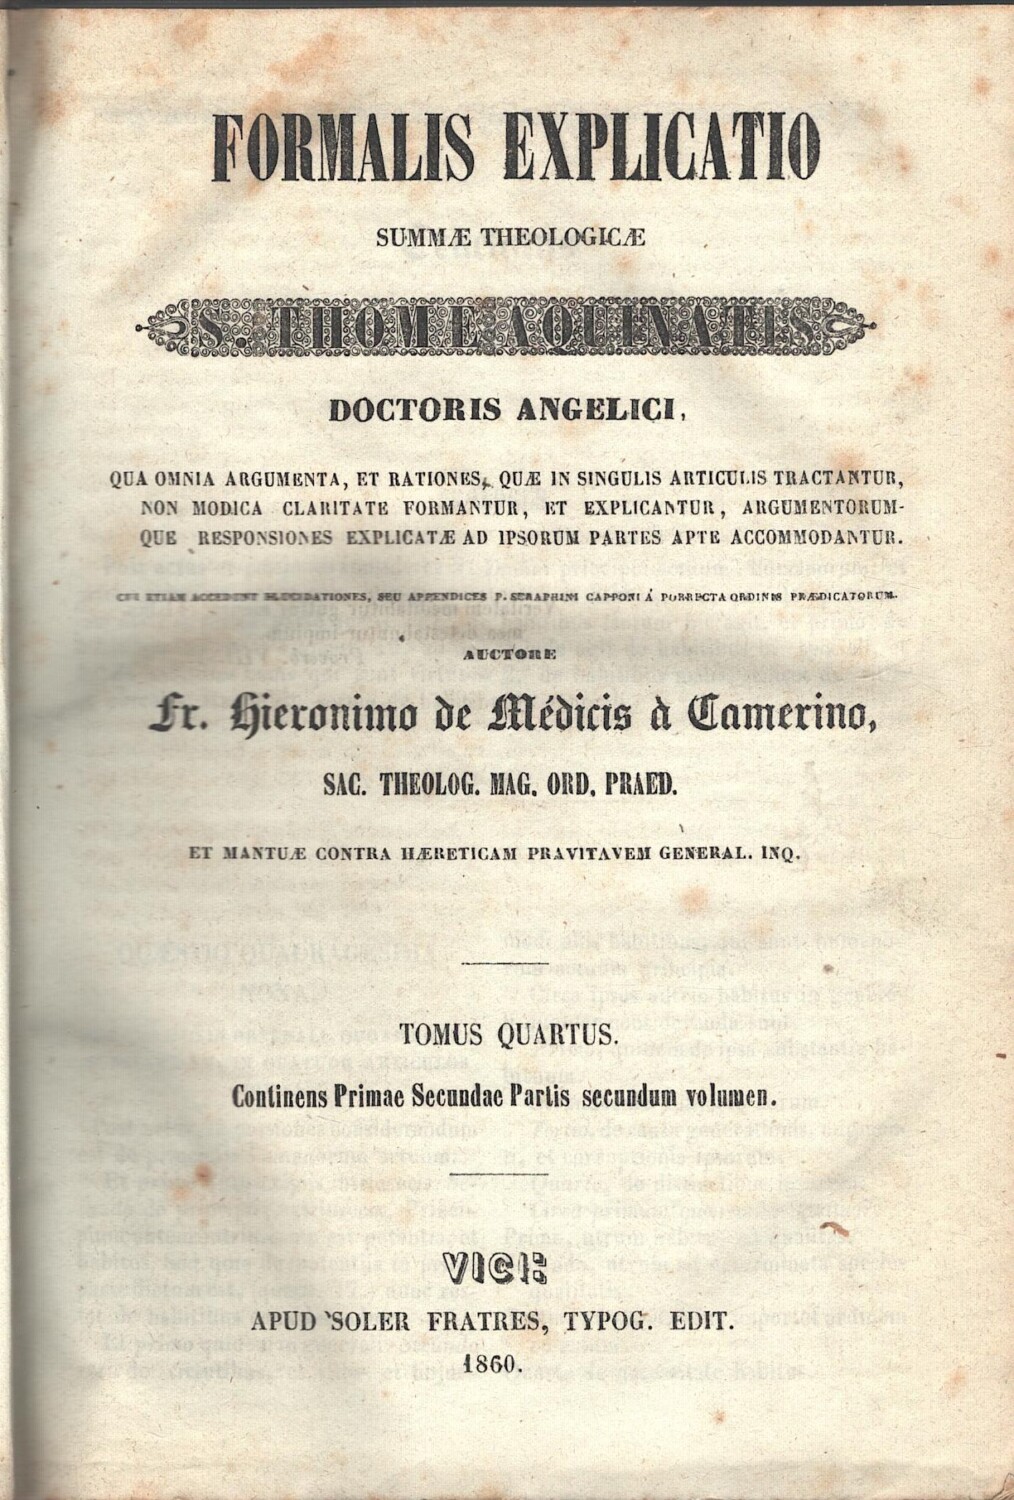 FORMALIS EXPLICATIO
SUMMÆ THEOLOGICÆ
S. THOMÆ AQUINATIS
DOCTORIS ANGELICI,
QUA OMNIA ARGUMENTA, ET RATIONES, QUÆ IN SINGULIS ARTICULIS TRACTANTUR,
NON MODICA CLARITATE FORMANTUR, ET EXPLICANTUR, ARGUMENTORUM-
QUE RESPONSIONES EXPLICATÆ AD IPSORUM PARTES APTE ACCOMMODANTUR.
CUI ETIAM ACCEDUNT ELUCIDATIONES, SEU APPENDICES P. SERAPHINI CAPPONI Á PORRECTA ORDINIS PRÆDICATORUM.
AUCTORE
Fr. Hieronimo de Médicis à Camerino,
SAC. THEOLOG. MAG. ORD. PRAED.
ET MANTUÆ CONTRA HÆRETICAM PRAVITAVEM GENERAL. INQ.
TOMUS QUARTUS.
Continens Primae Secundae Partis secundum volumen.
VICI:
APUD SOLER FRATRES, TYPOG. EDIT.
1860.